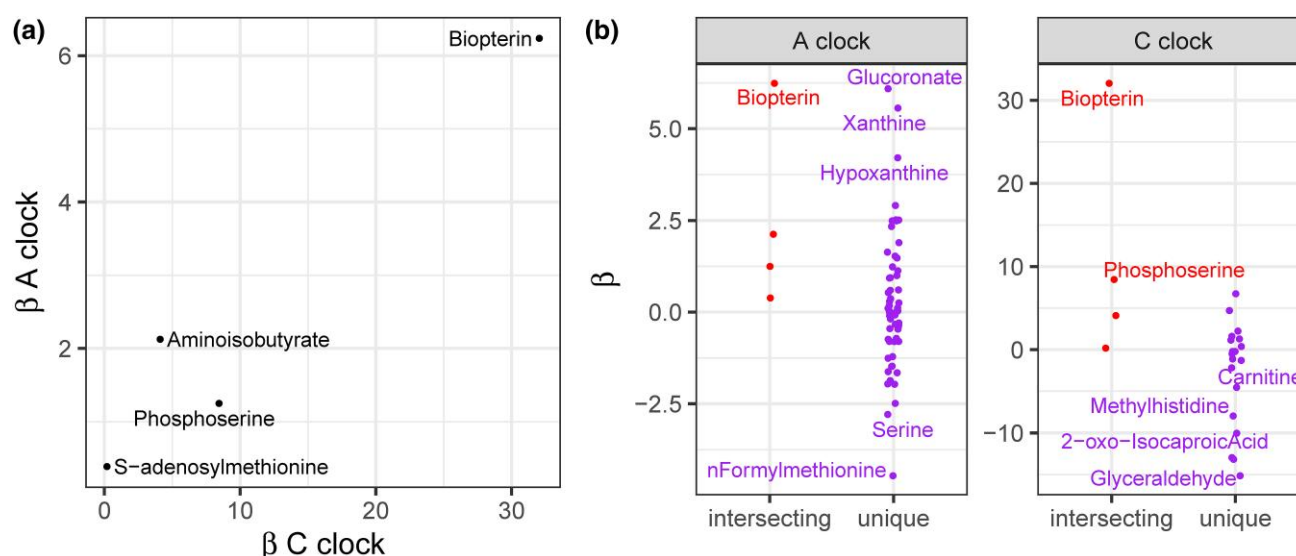 (a)
Biopterin
6
4
2
Aminoisobutyrate
Phosphoserine
S-adenosylmethionine
0
10
20
30
β C clock
β A clock
(b)
A clock
C clock
Glucoronate
Biopterin
Xanthine
Hypoxanthine
Serine
nFormylmethionine
5.0
2.5
0.0
−2.5
β
intersecting
unique
Biopterin
Phosphoserine
Carnitine
Methylhistidine
2−oxo−IsocaproicAcid
Glyceraldehyde
30
20
10
0
−10
intersecting
unique